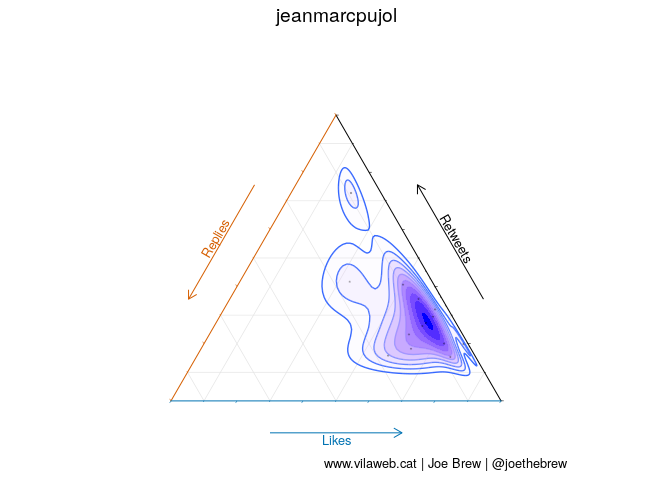 jeanmarcpujol
Replies
Retweets
Likes
www.vilaweb.cat | Joe Brew | @joethebrew